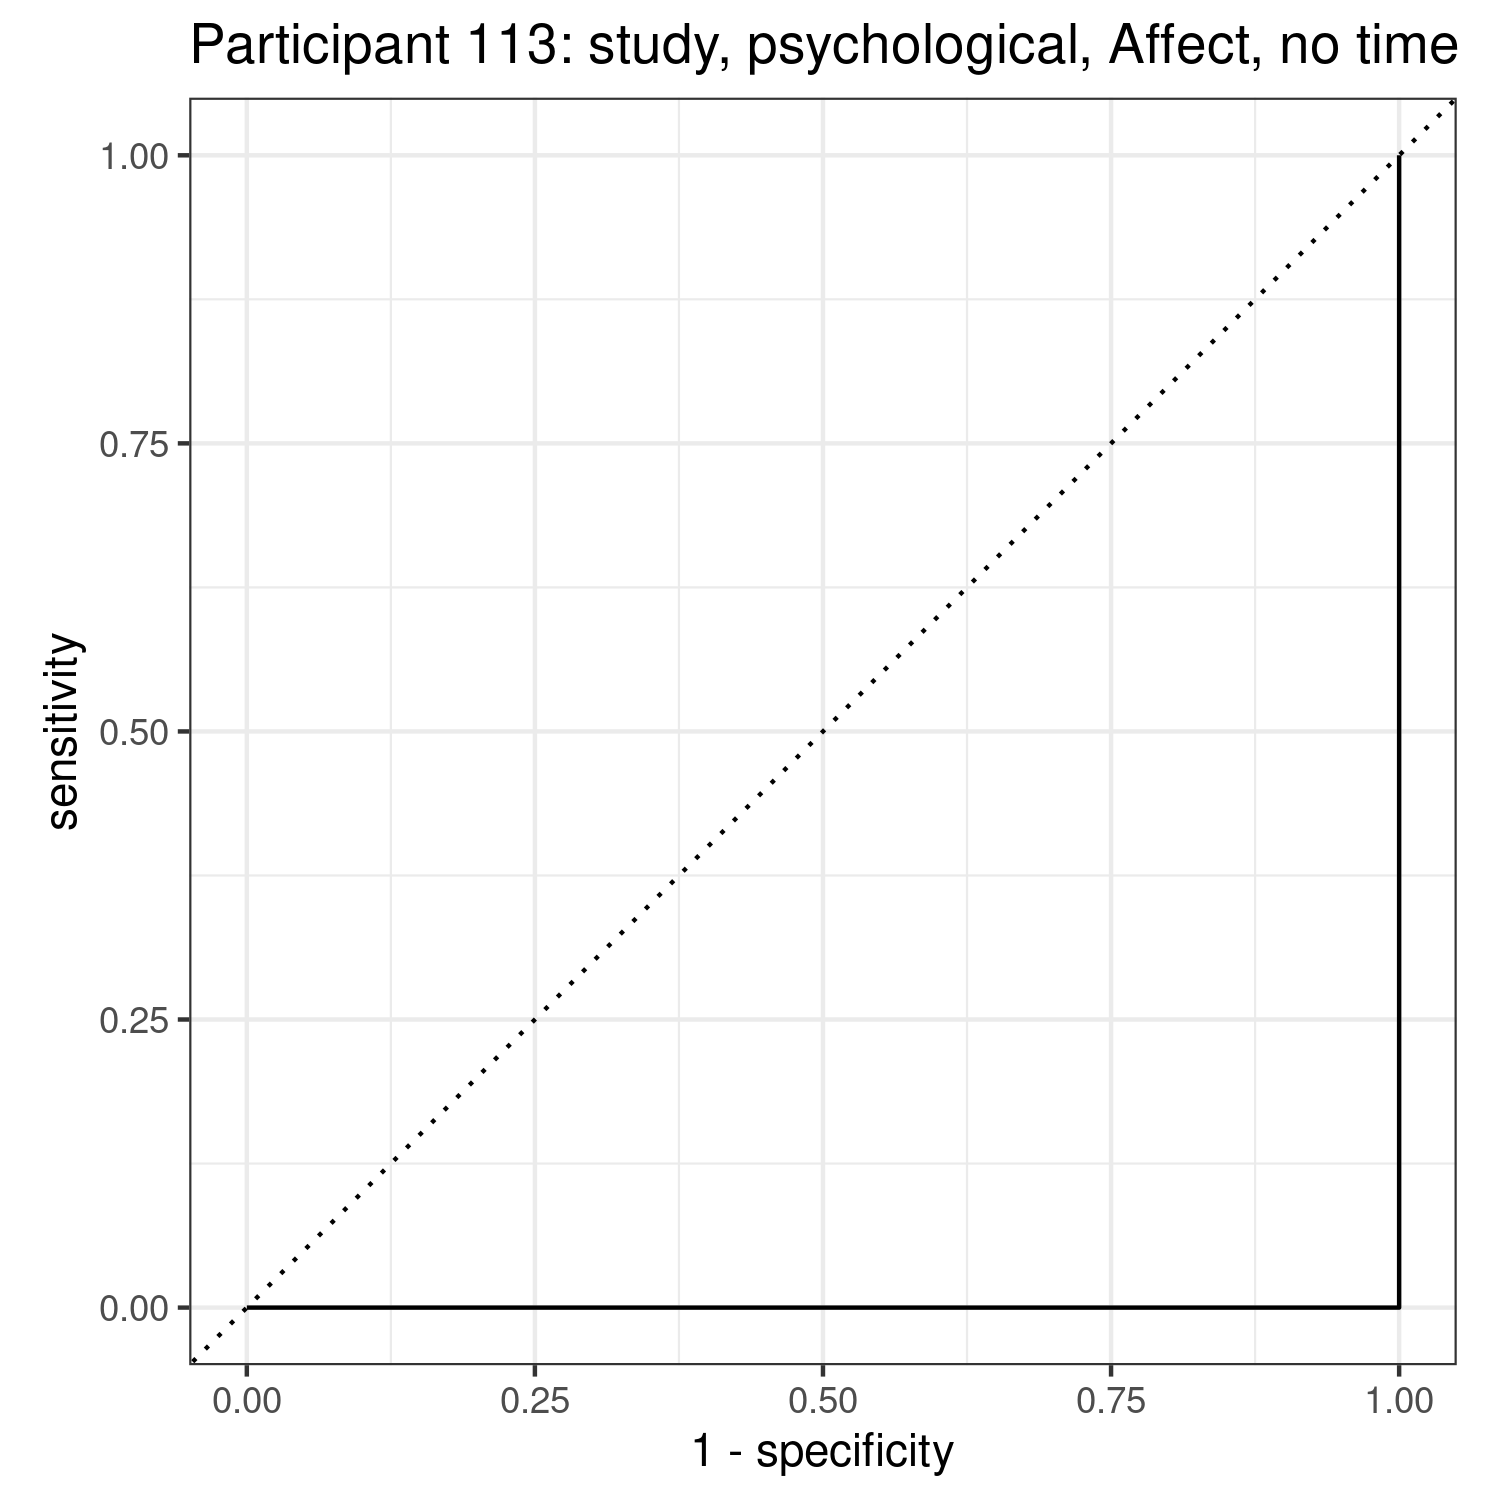 Participant 113: study, psychological, Affect, no time
1.00
0.75
0.50
0.25
0.00
sensitivity
0.00 0.25 0.50 0.75 1.00
1 - specificity